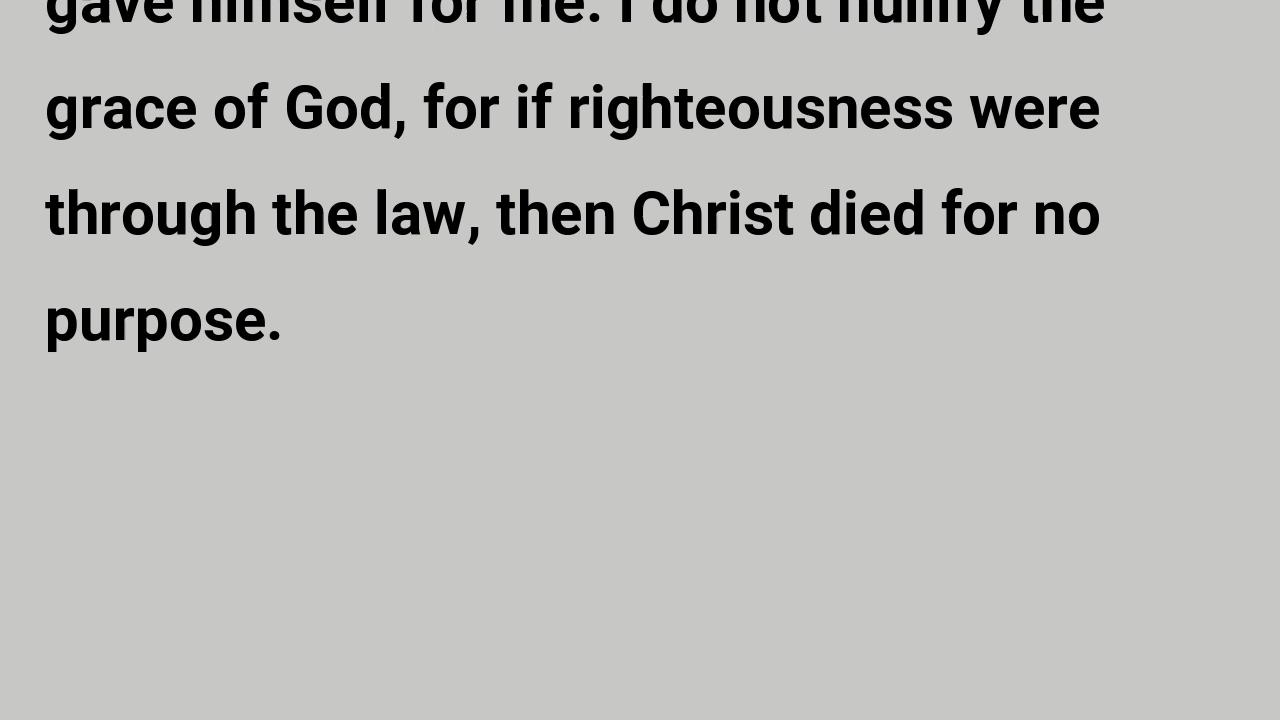 gave himself for me. I do not nullify the
grace of God, for if righteousness were
through the law, then Christ died for no
purpose.